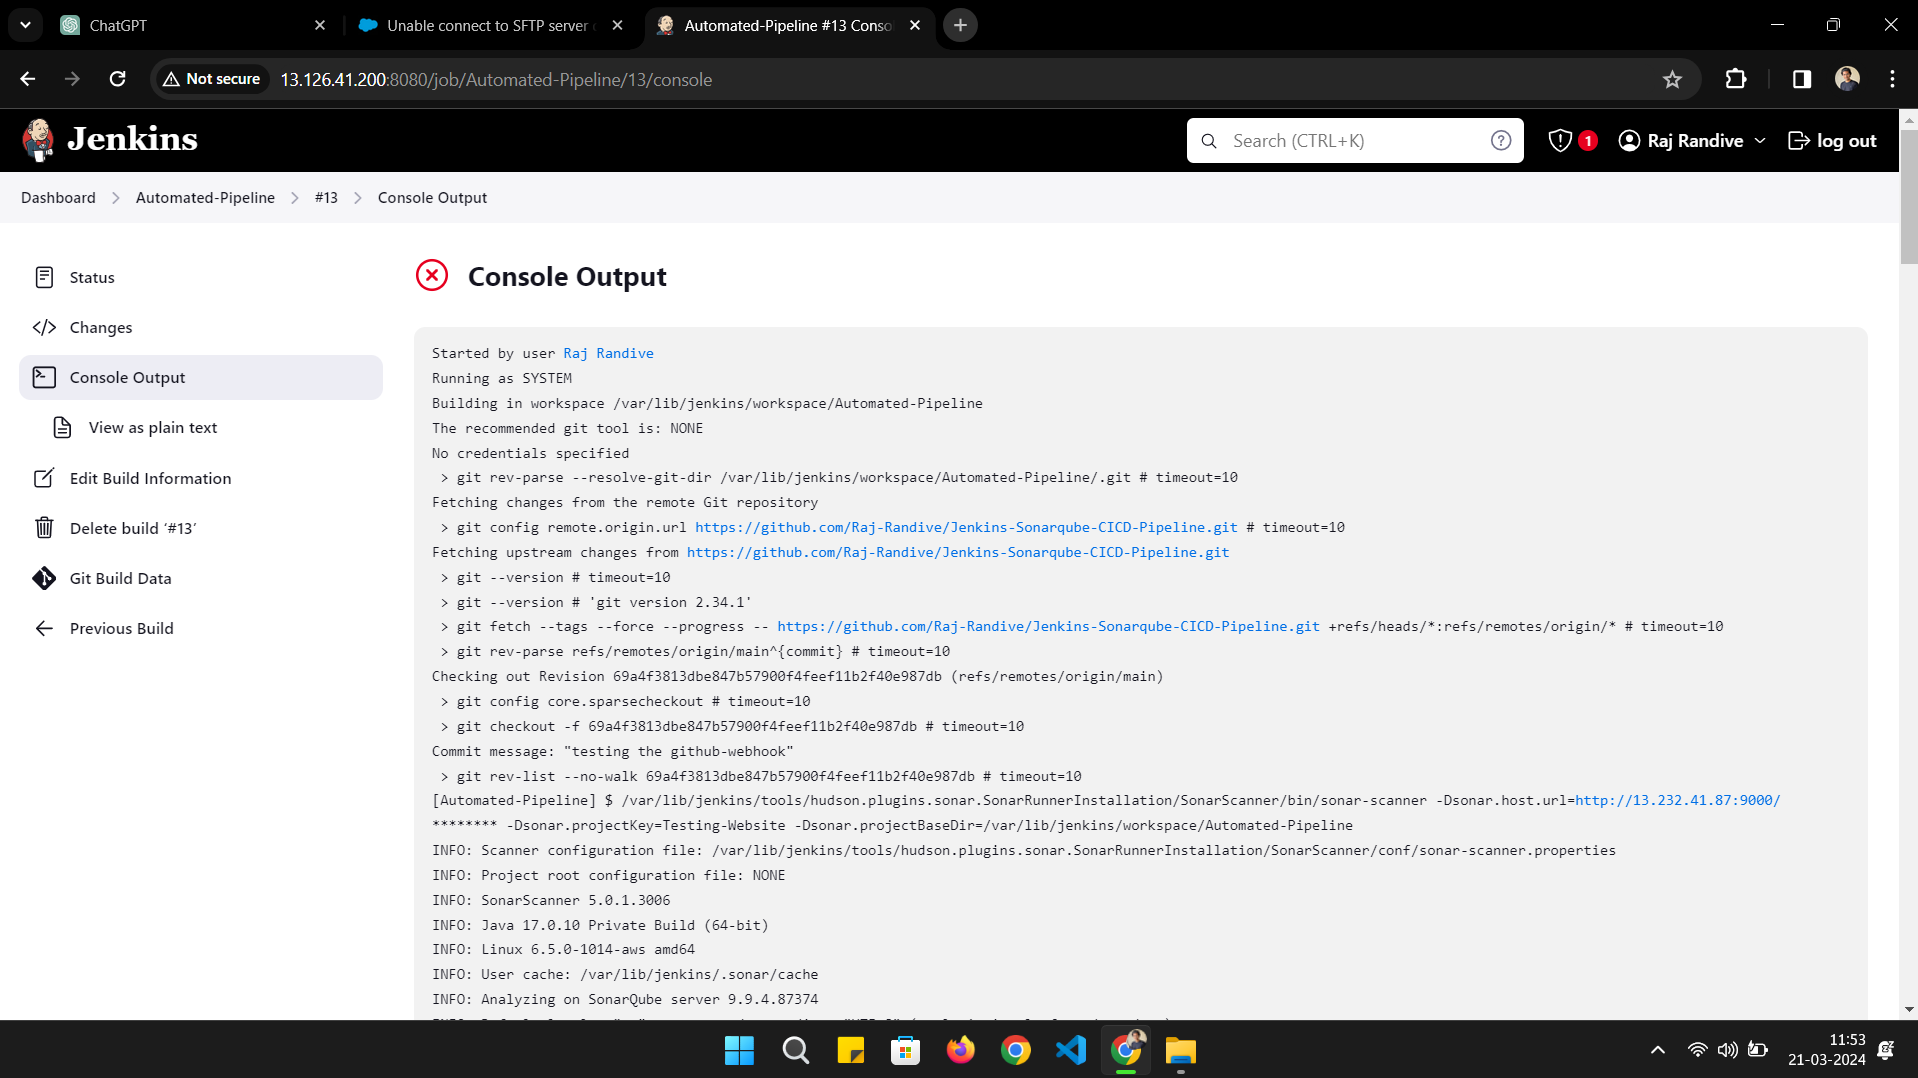 ChatGPT
Unable connect to SFTP server
Automated-Pipeline #13 Conso
Not secure
13.126.41.200:8080/job/Automated-Pipeline/13/console
Jenkins
Search (CTRL+K)
1
Raj Randive
log out
Dashboard
Automated-Pipeline
#13
Console Output
Status
Changes
Console Output
View as plain text
Edit Build Information
Delete build ‘#13’
Git Build Data
Previous Build
Console Output
Started by user Raj Randive
Running as SYSTEM
Building in workspace /var/lib/jenkins/workspace/Automated-Pipeline
The recommended git tool is: NONE
No credentials specified
> git rev-parse --resolve-git-dir /var/lib/jenkins/workspace/Automated-Pipeline/.git # timeout=10
Fetching changes from the remote Git repository
> git config remote.origin.url https://github.com/Raj-Randive/Jenkins-Sonarqube-CICD-Pipeline.git # timeout=10
Fetching upstream changes from https://github.com/Raj-Randive/Jenkins-Sonarqube-CICD-Pipeline.git
> git --version # timeout=10
> git --version # 'git version 2.34.1'
> git fetch --tags --force --progress -- https://github.com/Raj-Randive/Jenkins-Sonarqube-CICD-Pipeline.git +refs/heads/*:refs/remotes/origin/* # timeout=10
> git rev-parse refs/remotes/origin/main^{commit} # timeout=10
Checking out Revision 69a4f3813dbe847b57900f4feef11b2f40e987db (refs/remotes/origin/main)
> git config core.sparsecheckout # timeout=10
> git checkout -f 69a4f3813dbe847b57900f4feef11b2f40e987db # timeout=10
Commit message: "testing the github-webhook"
> git rev-list --no-walk 69a4f3813dbe847b57900f4feef11b2f40e987db # timeout=10
[Automated-Pipeline] $ /var/lib/jenkins/tools/hudson.plugins.sonar.SonarRunnerInstallation/SonarScanner/bin/sonar-scanner -Dsonar.host.url=http://13.232.41.87:9000/
******** -Dsonar.projectKey=Testing-Website -Dsonar.projectBaseDir=/var/lib/jenkins/workspace/Automated-Pipeline
INFO: Scanner configuration file: /var/lib/jenkins/tools/hudson.plugins.sonar.SonarRunnerInstallation/SonarScanner/conf/sonar-scanner.properties
INFO: Project root configuration file: NONE
INFO: SonarScanner 5.0.1.3006
INFO: Java 17.0.10 Private Build (64-bit)
INFO: Linux 6.5.0-1014-aws amd64
INFO: User cache: /var/lib/jenkins/.sonar/cache
INFO: Analyzing on SonarQube server 9.9.4.87374
11:53
21-03-2024